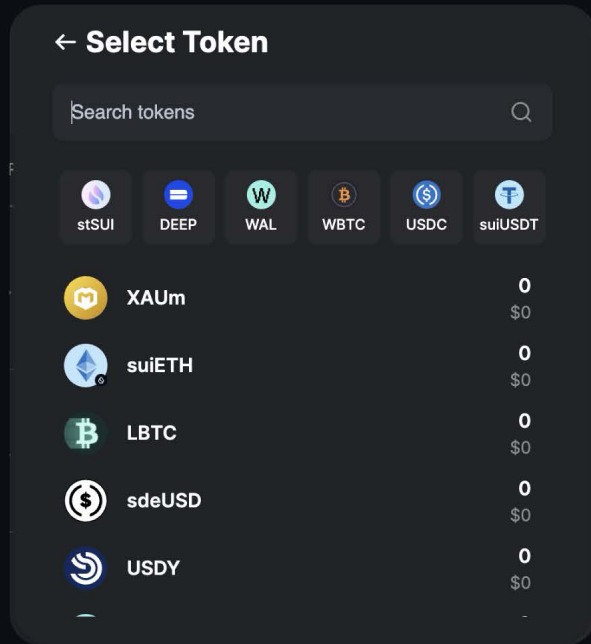 ← Select Token
Search tokens
stSUI DEEP WAL WBTC USDC suiUSDT
XAUm 0
$0
suiETH 0
$0
LBTC 0
$0
sdeUSD 0
$0
USDY 0
$0